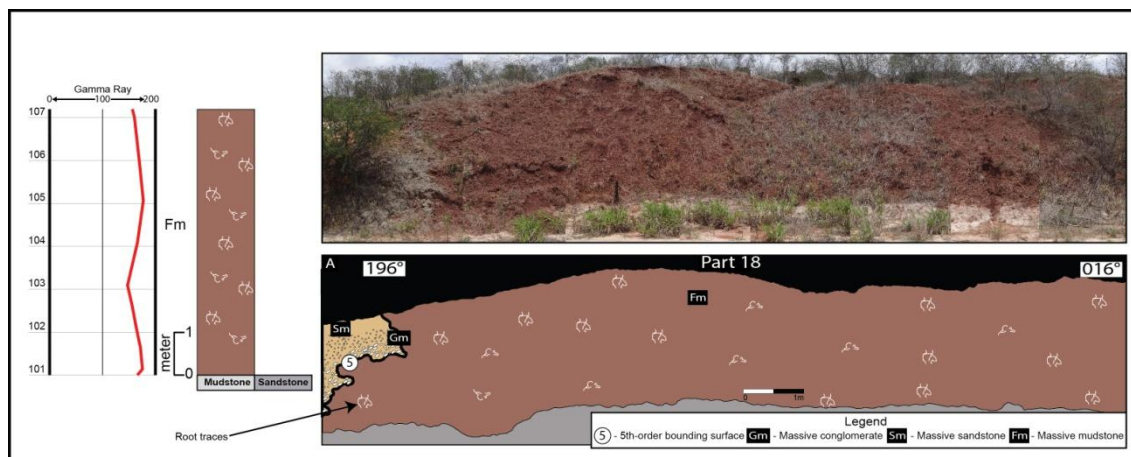 Gamma Ray
0 100 200
107
106
105
104
103
102
101
Fm
meter
1
0
Mudstone Sandstone
Root traces
A
196°
Part 18
016°
Sm
Gm
Fm
5
0 1m
Legend
5 - 5th-order bounding surface Gm - Massive conglomerate Sm - Massive sandstone Fm - Massive mudstone